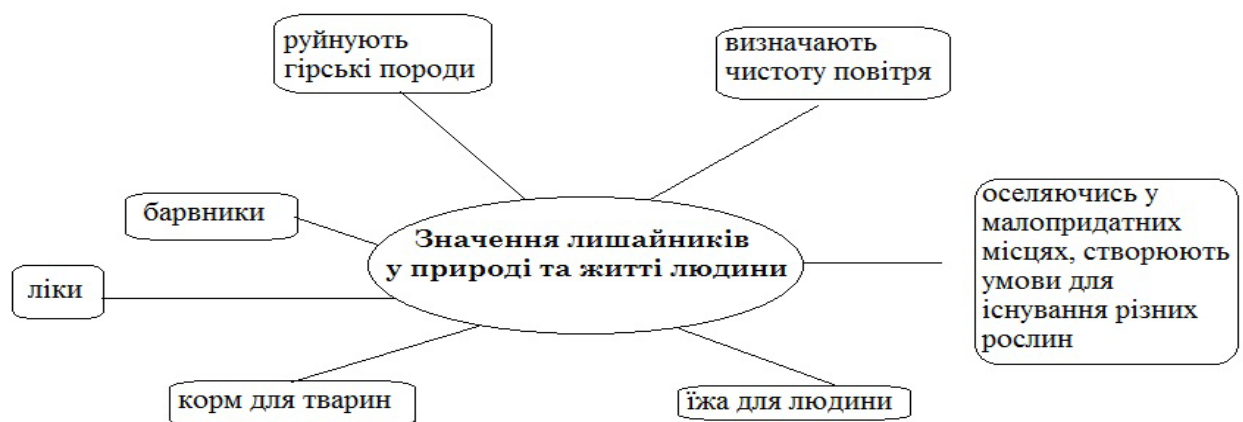 руйнують
гірські породи
визначають
чистоту повітря
барвники
Значення лишайників
у природі та житті людини
оселяючись у
малопридатних
місцях, створюють
умови для
існування різних
рослин
ліки
корм для тварин
їжа для людини